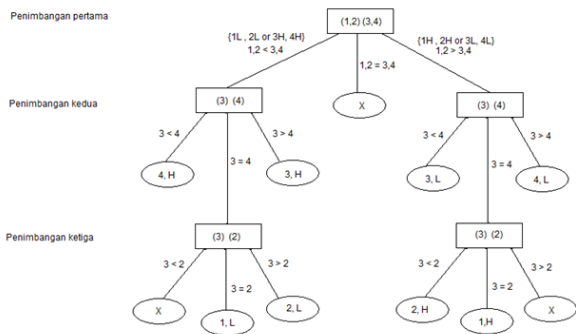 Penimbangan pertama
(1,2) (3,4)
{1L , 2L or 3H, 4H}
1,2 < 3,4
1,2 = 3,4
{1H , 2H or 3L, 4L}
1,2 > 3,4
Penimbangan kedua
(3) (4)
X
(3) (4)
3 < 4
3 > 4
3 < 4
3 > 4
3 = 4
3 = 4
4, H
3, H
3, L
4, L
Penimbangan ketiga
(3) (2)
(3) (2)
3 < 2
3 > 2
3 < 2
3 > 2
3 = 2
3 = 2
X
1, L
2, L
2, H
1,H
X